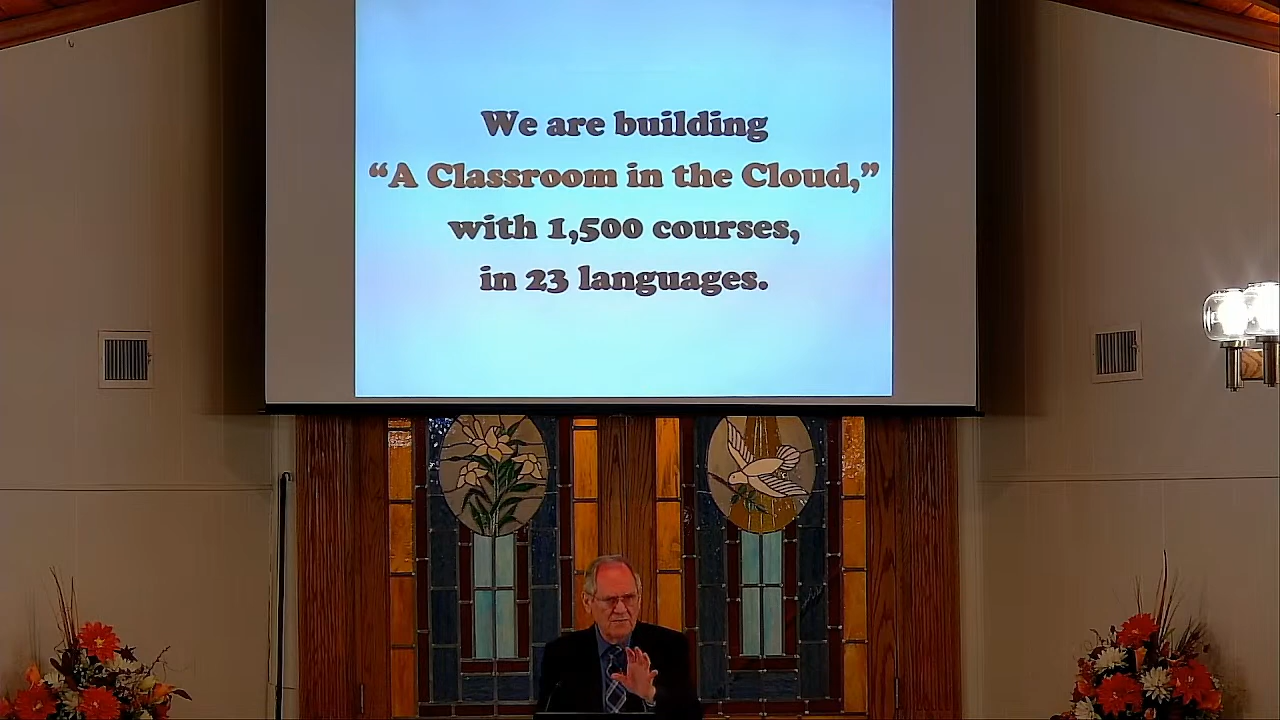 We are building
“A Classroom in the Cloud,”
with 1,500 courses,
in 23 languages.